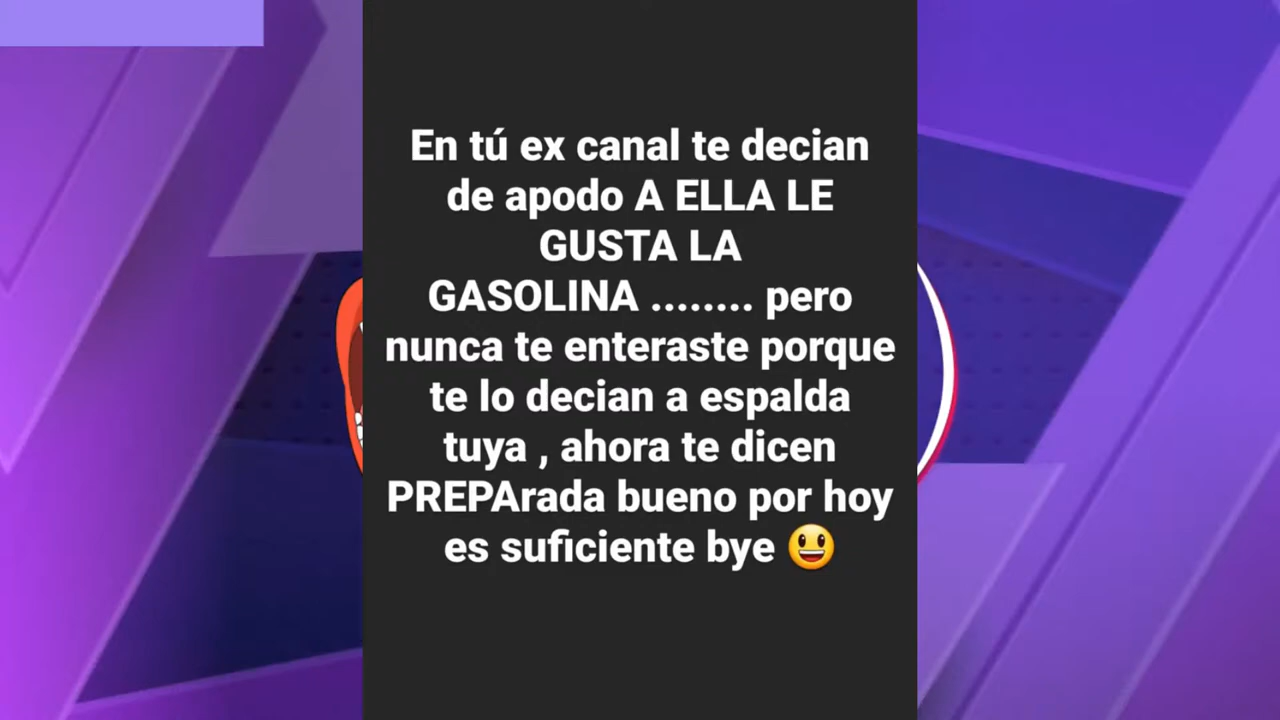 En tú ex canal te decian
de apodo A ELLA LE
GUSTA LA
GASOLINA ........ pero
nunca te enteraste porque
te lo decian a espalda
tuya , ahora te dicen
PREPArada bueno por hoy
es suficiente bye 😃